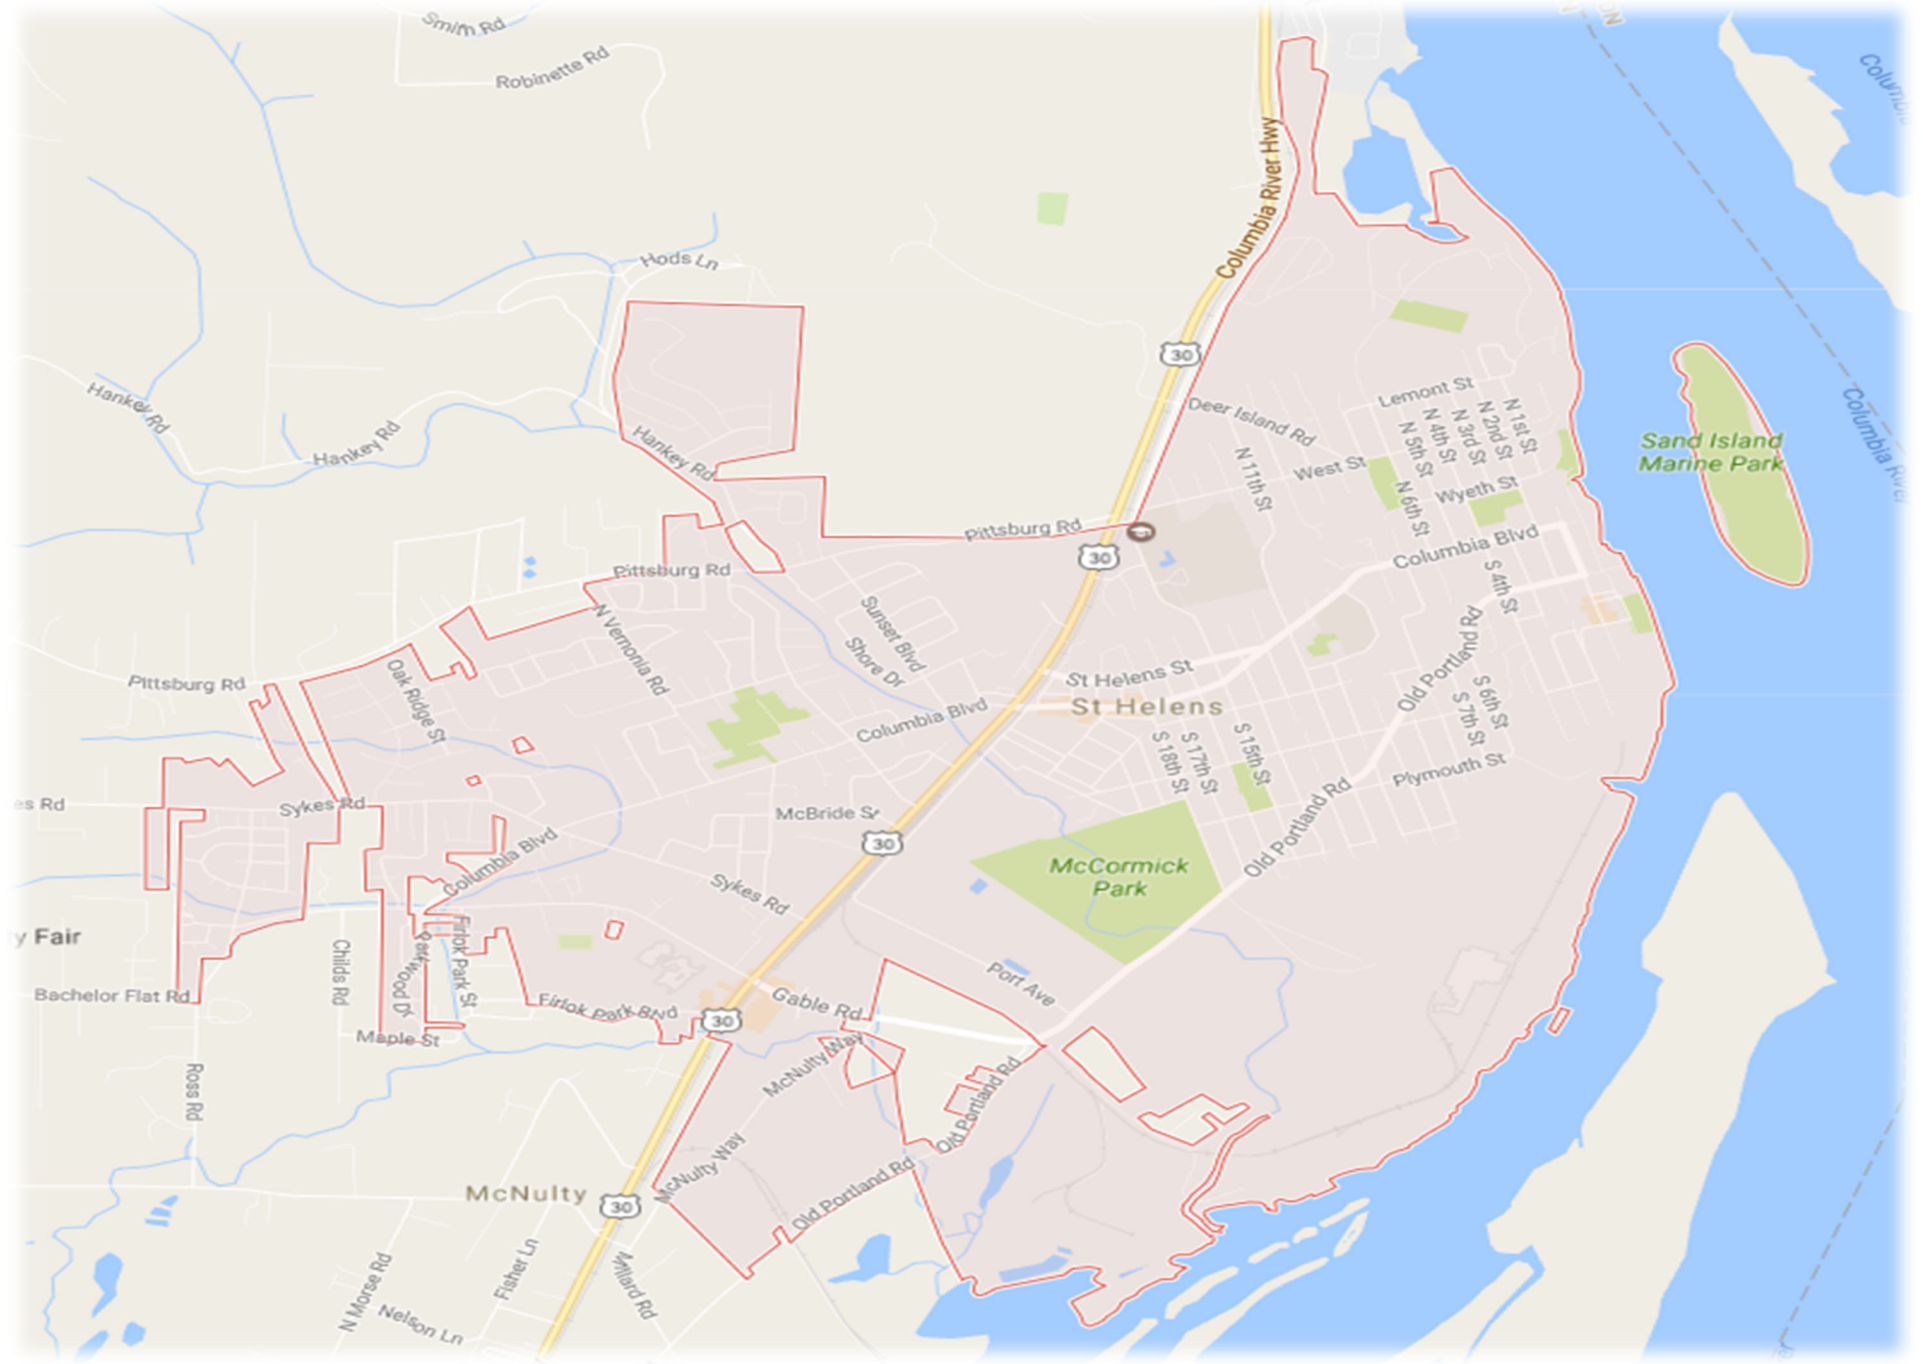 Smith Rd
ON
Robinette Rd
Columbia
Columbia River Hwy
Hods Ln
30
Lemont St
Hankey Rd
Deer Island Rd
N 1st St
N 2nd St
N 3rd St
N 4th St
N 5th St
Columbia River
Hankey Rd
Hankey Rd
Sand Island
Marine Park
N 11th St
West St
Wyeth St
N 6th St
Pittsburg Rd
30
Columbia Blvd
Pittsburg Rd
S 4th St
N Vernonia Rd
Sunset Blvd
Shore Dr
Old Portland Rd
Pittsburg Rd
Oak Ridge St
St Helens St
St Helens
Columbia Blvd
S 6th St
S 7th St
S 15th St
S 17th St
S 18th St
Plymouth St
es Rd
Sykes Rd
McBride St
30
Columbia Blvd
Old Portland Rd
McCormick
Park
Sykes Rd
y Fair
Firlok Park St
Parkwood Dr
Childs Rd
Bachelor Flat Rd
Firlok Park Blvd
Port Ave
Gable Rd
30
Maple St
McNulty Way
Ross Rd
Old Portland Rd
McNulty Way
McNulty
30
Old Portland Rd
Fisher Ln
Millard Rd
N Morse Rd
Nelson Ln